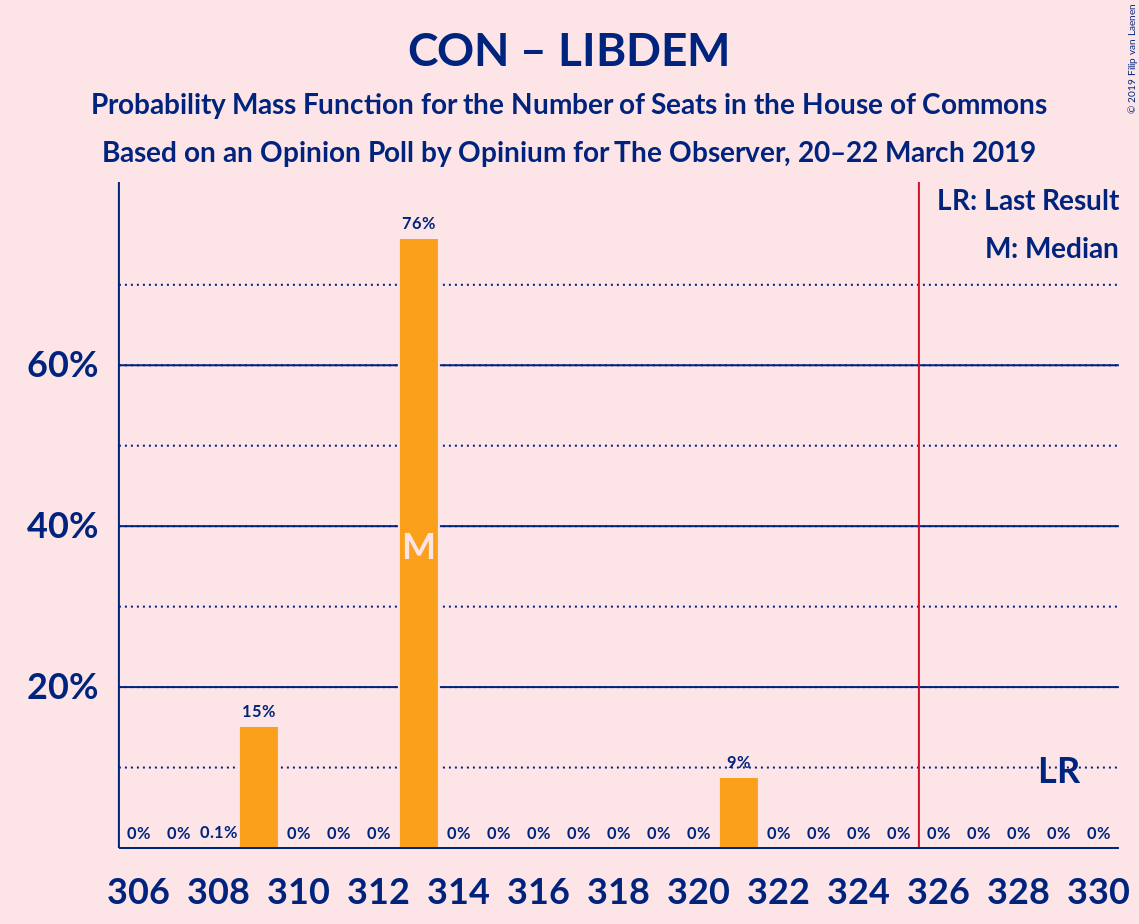 CON – LIBDEM
Probability Mass Function for the Number of Seats in the House of Commons
Based on an Opinion Poll by Opinium for The Observer, 20–22 March 2019
© 2019 Filip van Laenen
LR: Last Result
M: Median
76%
60%
40%
M
20%
15%
9%
LR
0% 0% 0.1% 0% 0% 0% 0% 0% 0% 0% 0% 0% 0% 0% 0% 0% 0% 0% 0% 0% 0% 0%
306 308 310 312 314 316 318 320 322 324 326 328 330